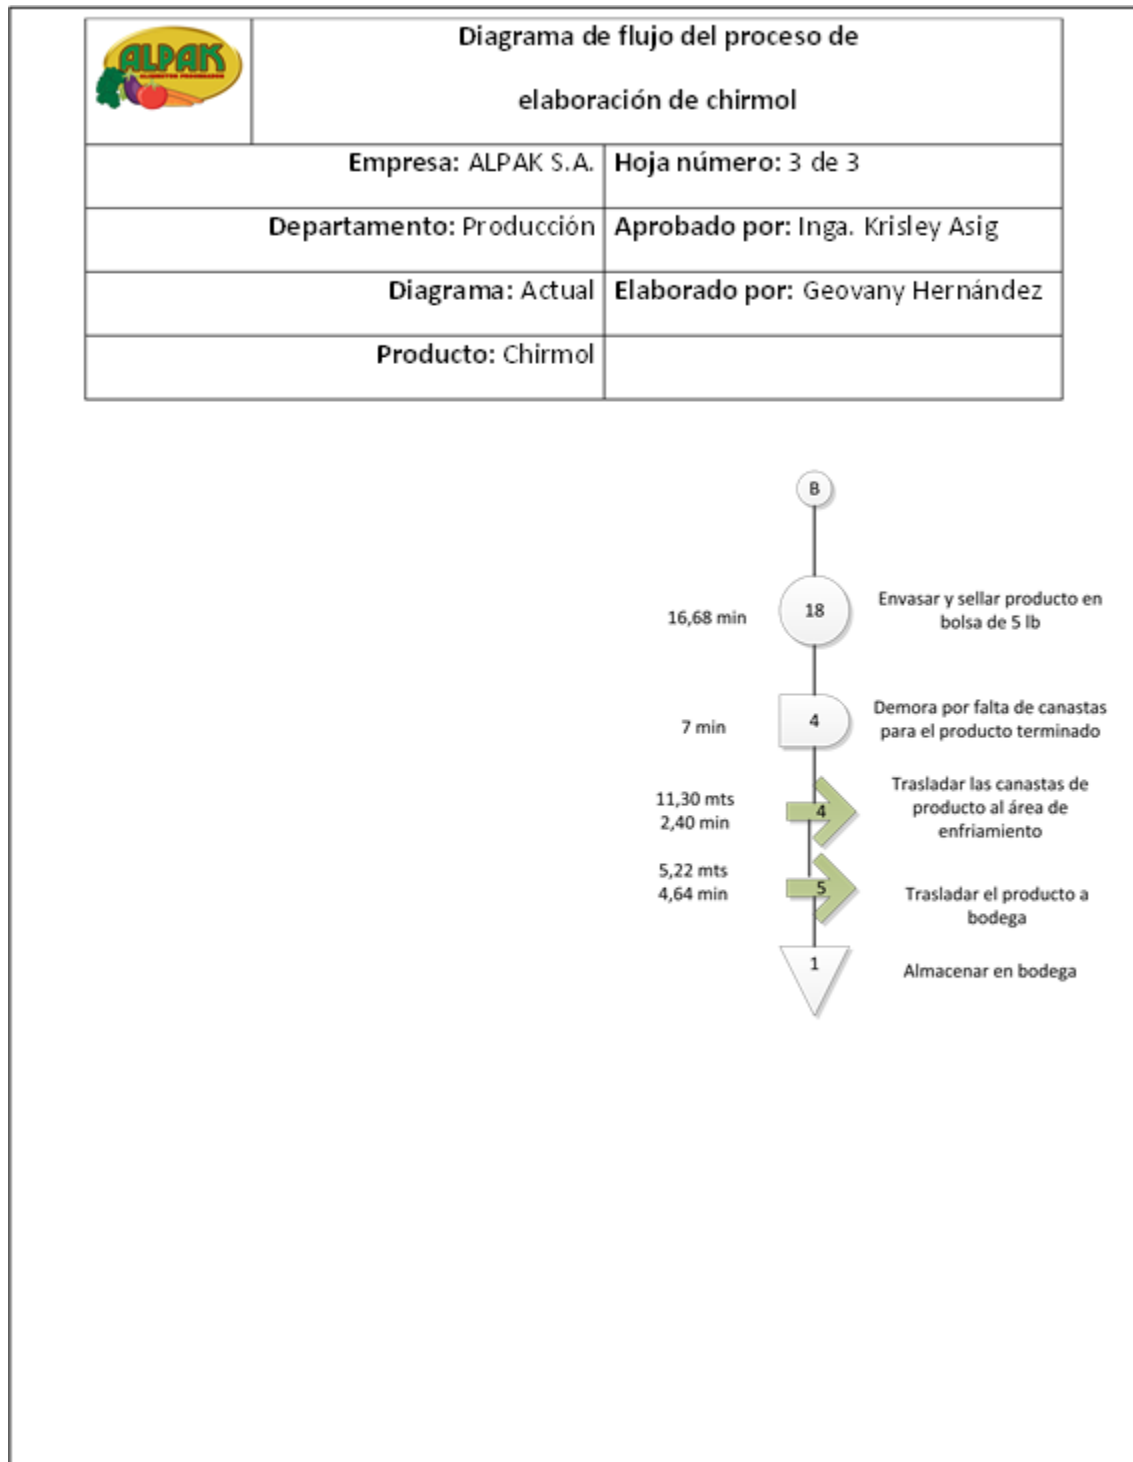 ALPAK
ALIMENTOS PROCESADOS
Diagrama de flujo del proceso de
elaboración de chirmol
Empresa: ALPAK S.A. Hoja número: 3 de 3
Departamento: Producción Aprobado por: Inga. Krisley Asig
Diagrama: Actual Elaborado por: Geovany Hernández
Producto: Chirmol
B
16,68 min
18
Envasar y sellar producto en
bolsa de 5 lb
7 min
4
Demora por falta de canastas
para el producto terminado
11,30 mts
2,40 min
4
Trasladar las canastas de
producto al área de
enfriamiento
5,22 mts
4,64 min
5
Trasladar el producto a
bodega
1
Almacenar en bodega